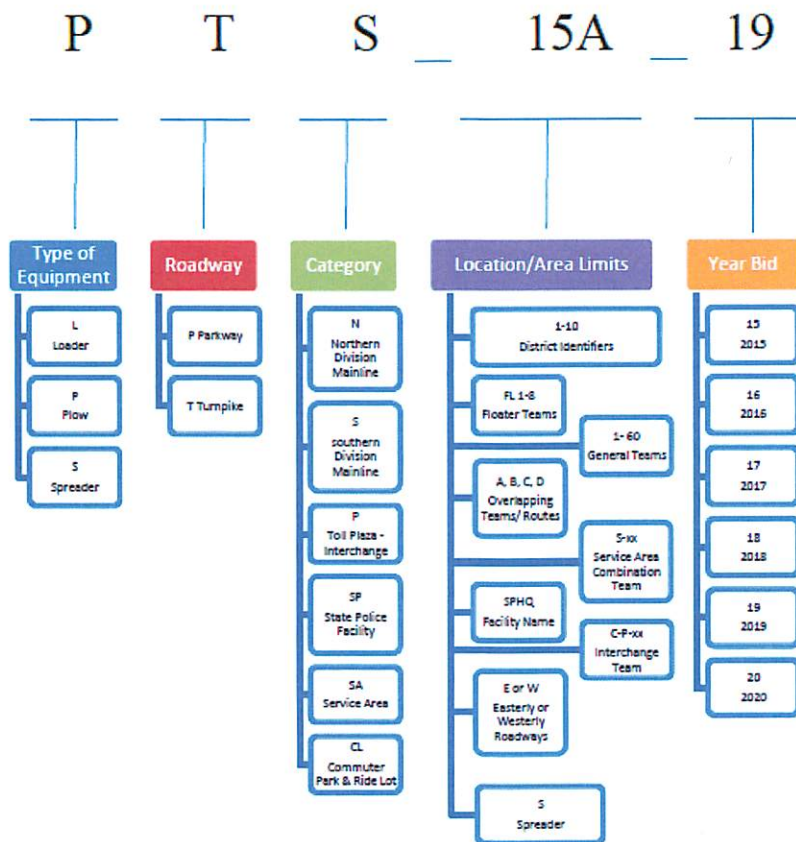 P T S _ 15A _ 19
Type of
Equipment
L
Loader
P
Plow
S
Spreader
Roadway
P Parkway
T Turnpike
Category
N
Northern
Division
Mainline
S
southern
Division
Mainline
P
Toll Plaza -
Interchange
SP
State Police
Facility
SA
Service Area
CL
Commuter
Park & Ride Lot
Location/Area Limits
1-10
District Identifiers
FL 1-8
Floater Teams
1- 60
General Teams
A, B, C, D
Overlapping
Teams/ Routes
S-xx
Service Area
Combination
Team
SPHQ,
Facility Name
C-P-xx
Interchange
Team
E or W
Easterly or
Westerly
Roadways
S
Spreader
Year Bid
15
2015
16
2016
17
2017
18
2018
19
2019
20
2020